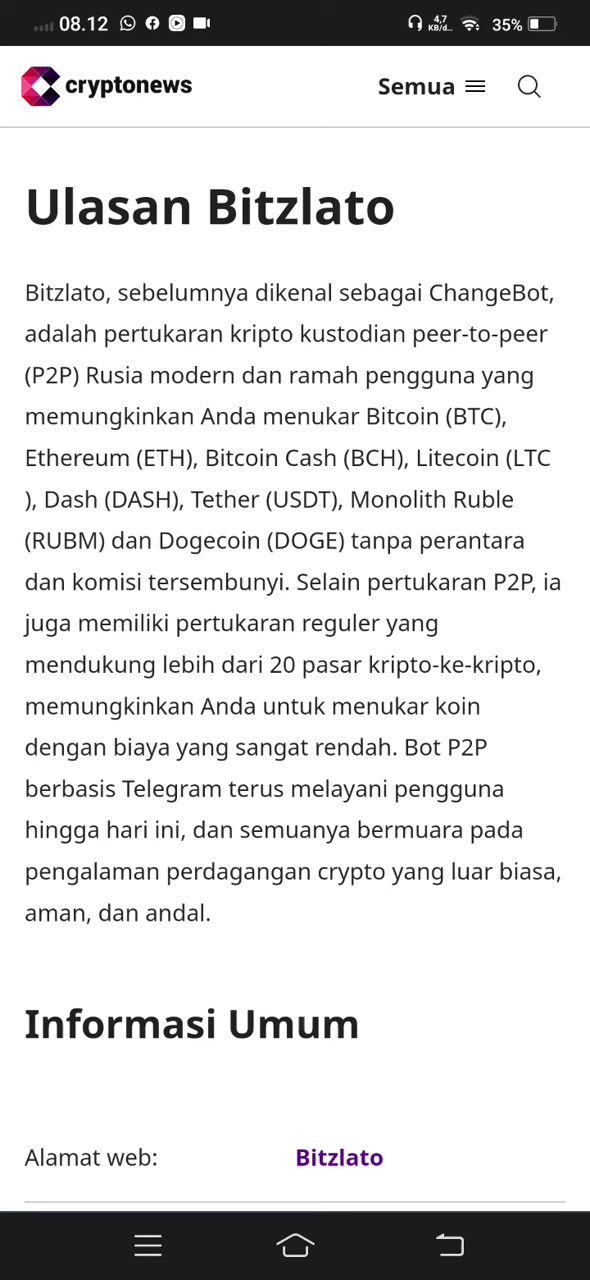 08.12
4,7
KB/d...
35%
cryptonews
Semua
Ulasan Bitzlato
Bitzlato, sebelumnya dikenal sebagai ChangeBot,
adalah pertukaran kripto kustodian peer-to-peer
(P2P) Rusia modern dan ramah pengguna yang
memungkinkan Anda menukar Bitcoin (BTC),
Ethereum (ETH), Bitcoin Cash (BCH), Litecoin (LTC
), Dash (DASH), Tether (USDT), Monolith Ruble
(RUBM) dan Dogecoin (DOGE) tanpa perantara
dan komisi tersembunyi. Selain pertukaran P2P, ia
juga memiliki pertukaran reguler yang
mendukung lebih dari 20 pasar kripto-ke-kripto,
memungkinkan Anda untuk menukar koin
dengan biaya yang sangat rendah. Bot P2P
berbasis Telegram terus melayani pengguna
hingga hari ini, dan semuanya bermuara pada
pengalaman perdagangan crypto yang luar biasa,
aman, dan andal.
Informasi Umum
Alamat web:
Bitzlato